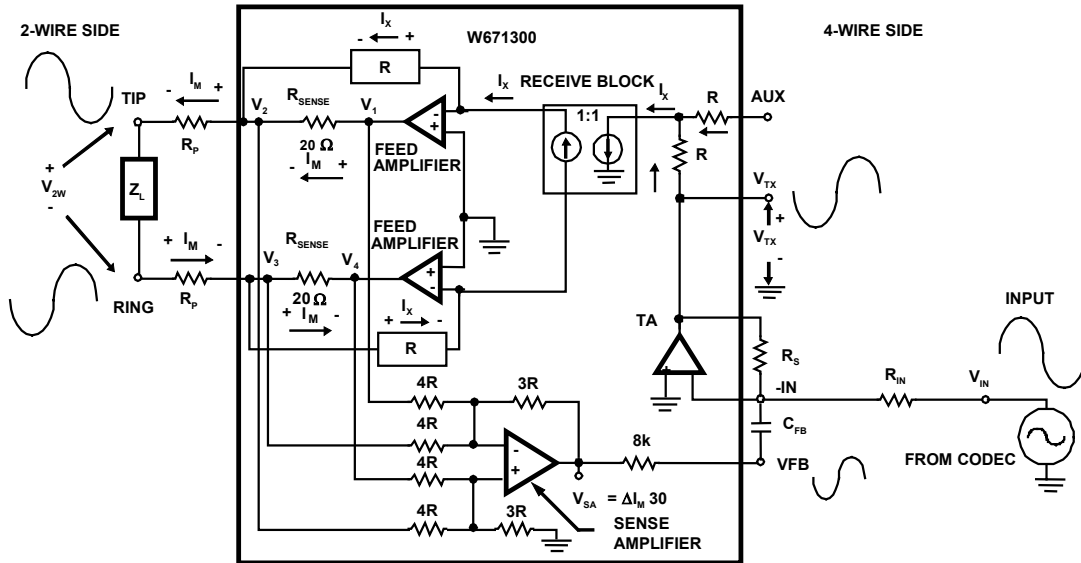 2-WIRE SIDE
W671300
4-WIRE SIDE
I_X
- +
R
I_X RECEIVE BLOCK
I_X
1:1
R
AUX
I_M
- +
TIP
V_2
R_SENSE
V_1
20 Ω
I_M
- +
R_P
- +
FEED
AMPLIFIER
R
V_TX
+
V_TX
-
+
V_2W
-
Z_L
FEED
AMPLIFIER
+ I_M -
V_3
R_SENSE
V_4
+ -
R_P
RING
20 Ω
+ I_M -
+ I_X -
R
INPUT
TA
+
R_S
-IN
R_IN
V_IN
4R
3R
4R
4R
- +
8k
C_FB
VFB
FROM CODEC
4R
3R
V_SA = ΔI_M 30
SENSE
AMPLIFIER